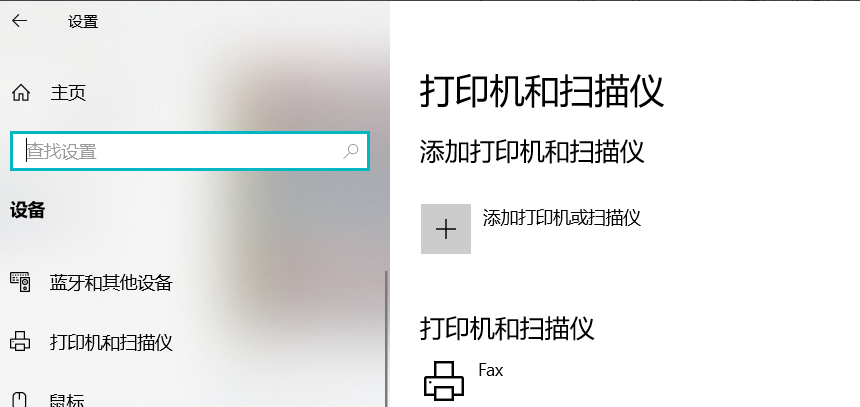 设置
主页
查找设置
设备
蓝牙和其他设备
打印机和扫描仪
鼠标
打印机和扫描仪
添加打印机和扫描仪
添加打印机或扫描仪
打印机和扫描仪
Fax